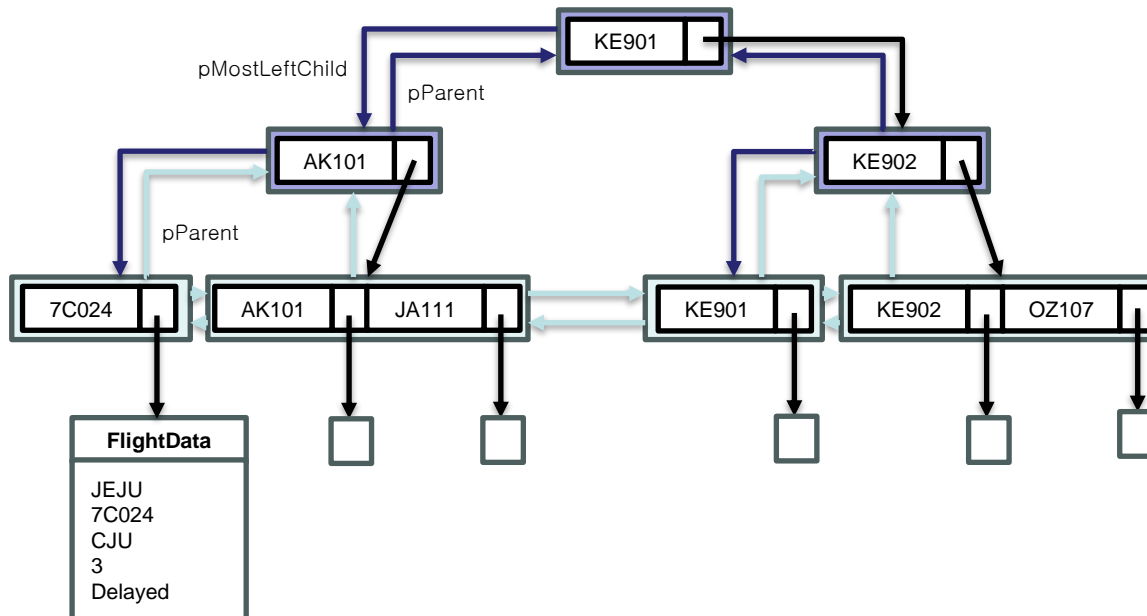 KE901
pMostLeftChild
pParent
AK101
KE902
pParent
7C024
AK101
JA111
KE901
KE902
OZ107
FlightData
JEJU
7C024
CJU
3
Delayed